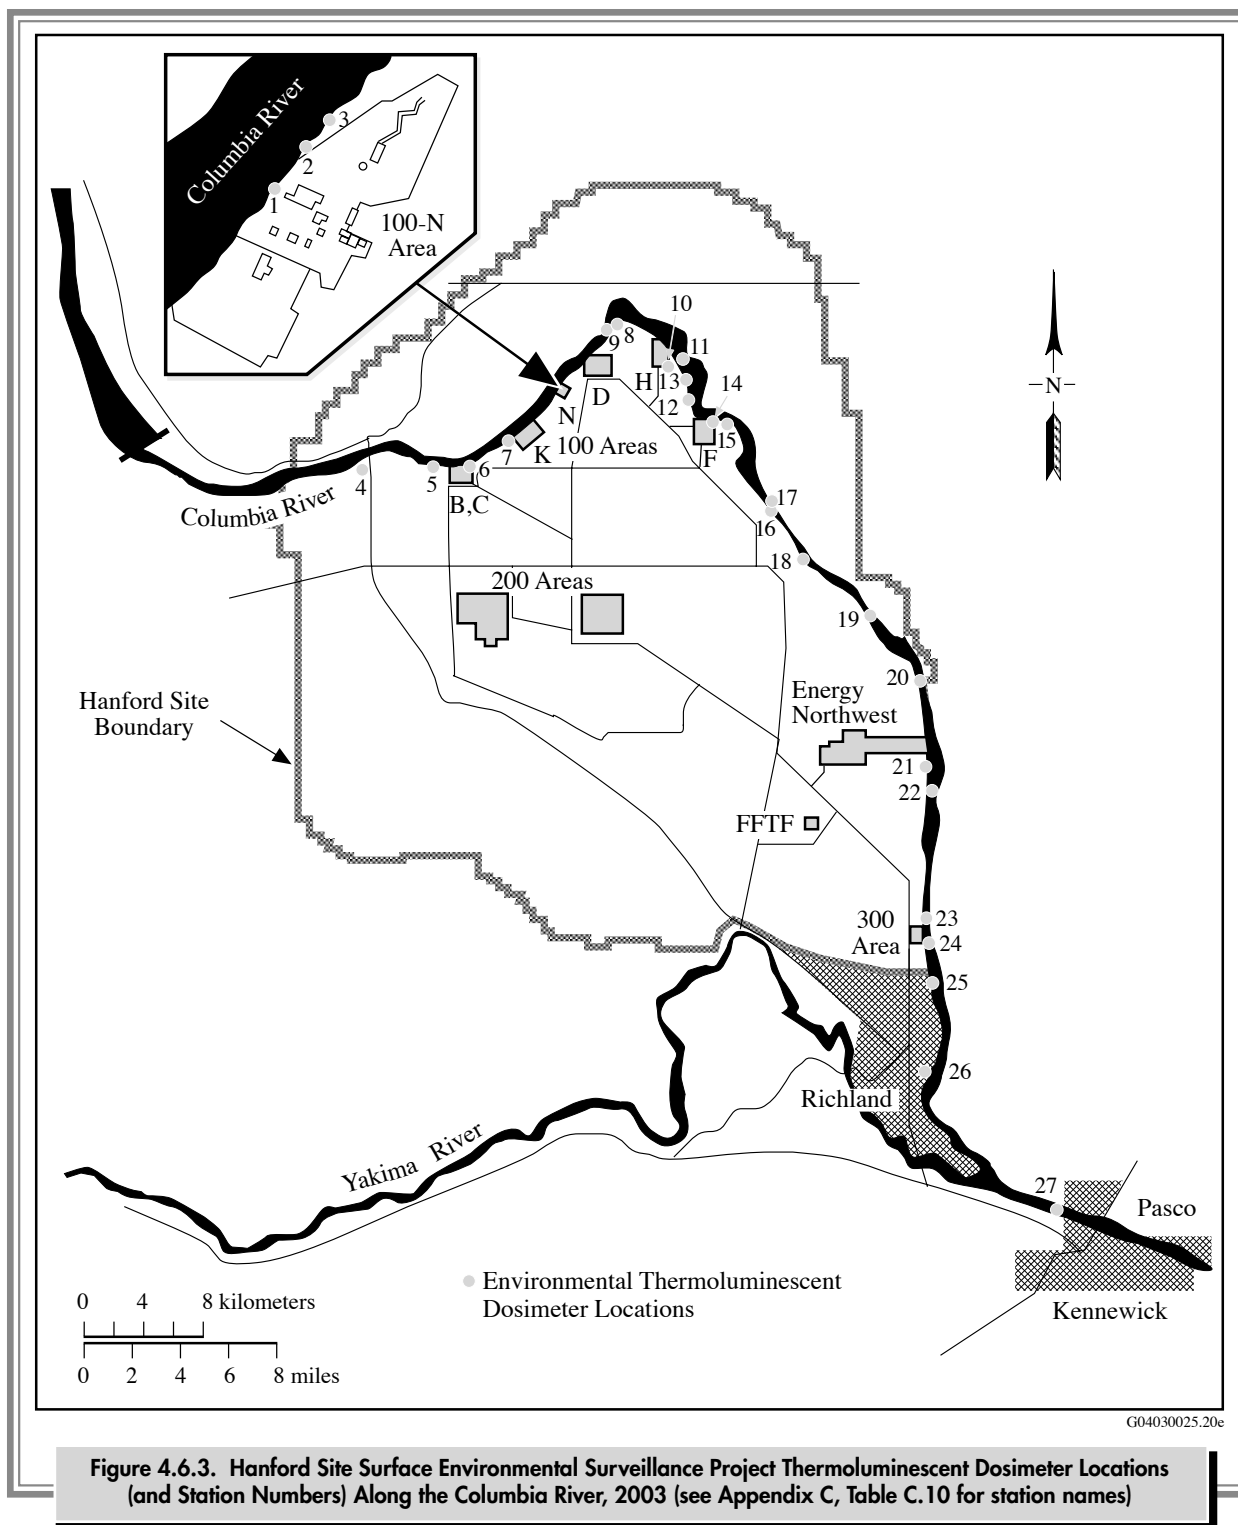 Columbia River
3
2
1
100-N
Area
10
8
9
11
H
13
14
D
12
N
15
7
K
100 Areas
F
6
5
4
B,C
17
Columbia River
16
18
200 Areas
19
20
Hanford Site
Boundary
Energy
Northwest
21
22
FFTF
23
300
Area
24
25
26
Richland
Yakima River
27
Pasco
Kennewick
Environmental Thermoluminescent
Dosimeter Locations
0 4 8 kilometers
0 2 4 6 8 miles
N
G04030025.20e
Figure 4.6.3. Hanford Site Surface Environmental Surveillance Project Thermoluminescent Dosimeter Locations
(and Station Numbers) Along the Columbia River, 2003 (see Appendix C, Table C.10 for station names)